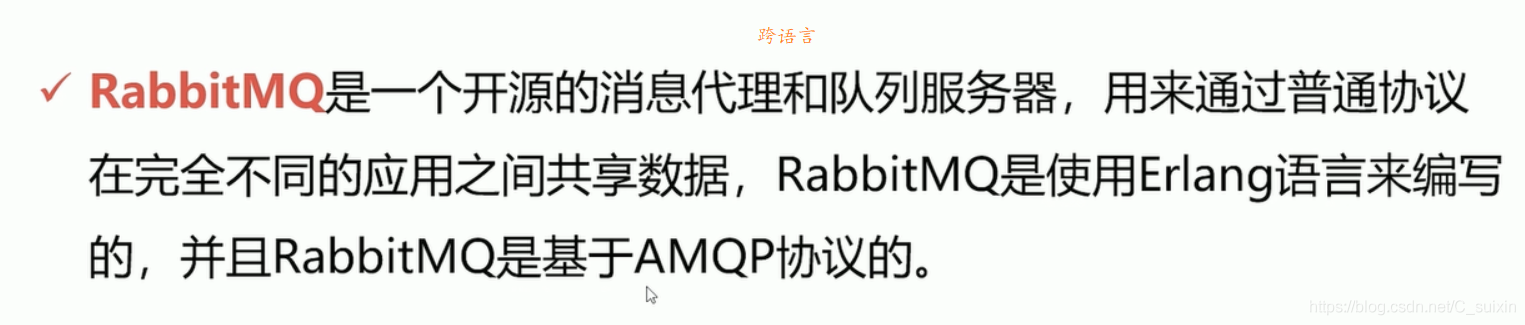 跨语言
✓ RabbitMQ是一个开源的消息代理和队列服务器，用来通过普通协议
在完全不同的应用之间共享数据，RabbitMQ是使用Erlang语言来编写
的，并且RabbitMQ是基于AMQP协议的。
https://blog.csdn.net/C_suixin